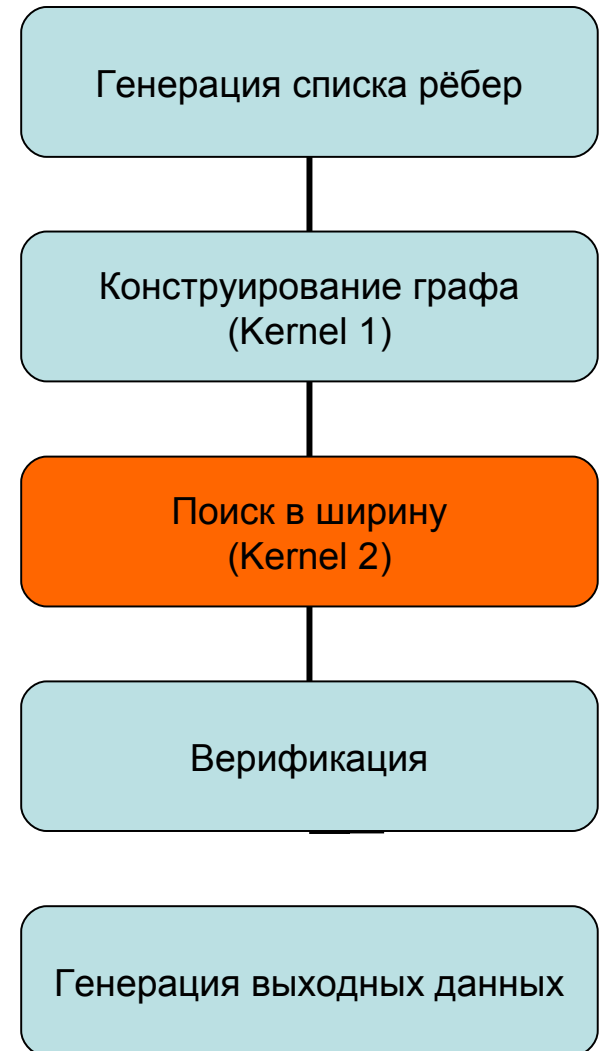 Генерация списка рёбер
Конструирование графа
(Kernel 1)
Поиск в ширину
(Kernel 2)
Верификация
Генерация выходных данных